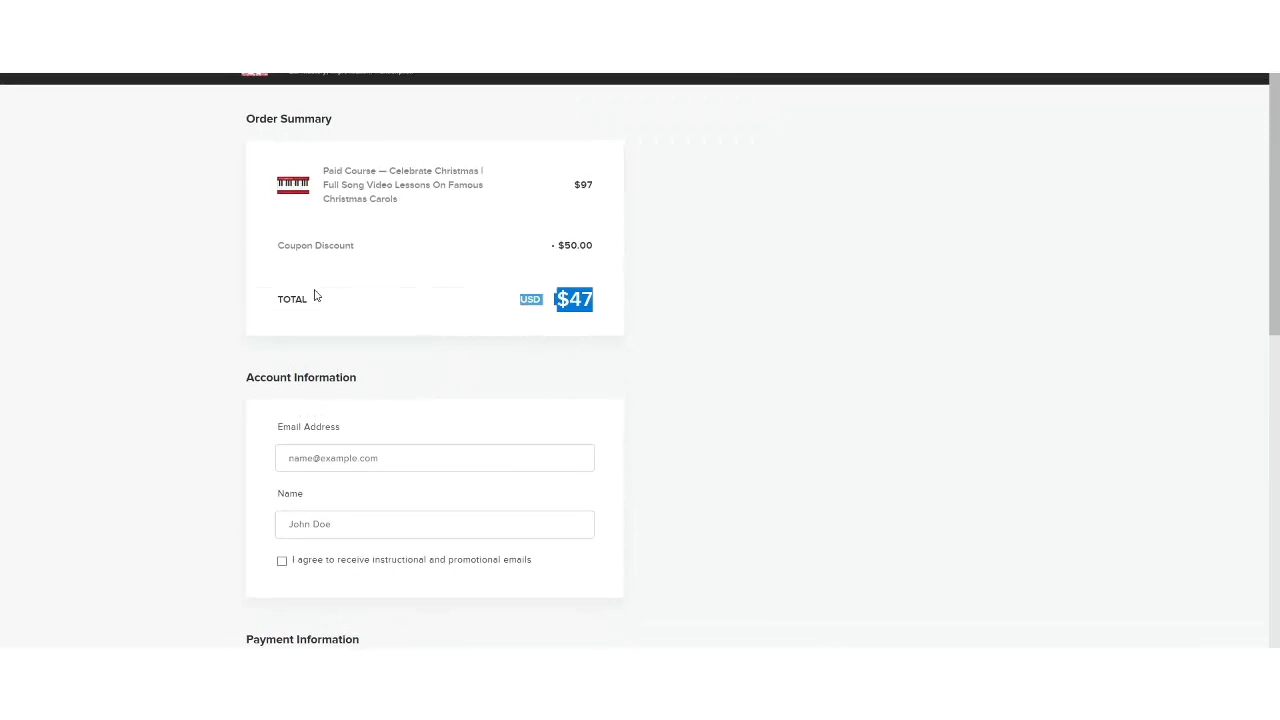 Order Summary
Paid Course — Celebrate Christmas |
Full Song Video Lessons On Famous
Christmas Carols
$97
Coupon Discount
- $50.00
TOTAL
USD $47
Account Information
Email Address
name@example.com
Name
John Doe
I agree to receive instructional and promotional emails
Payment Information